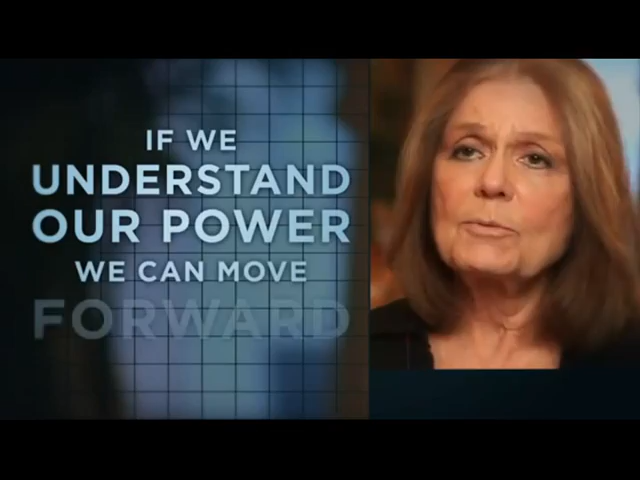 IF WE
UNDERSTAND
OUR POWER
WE CAN MOVE
FORWARD